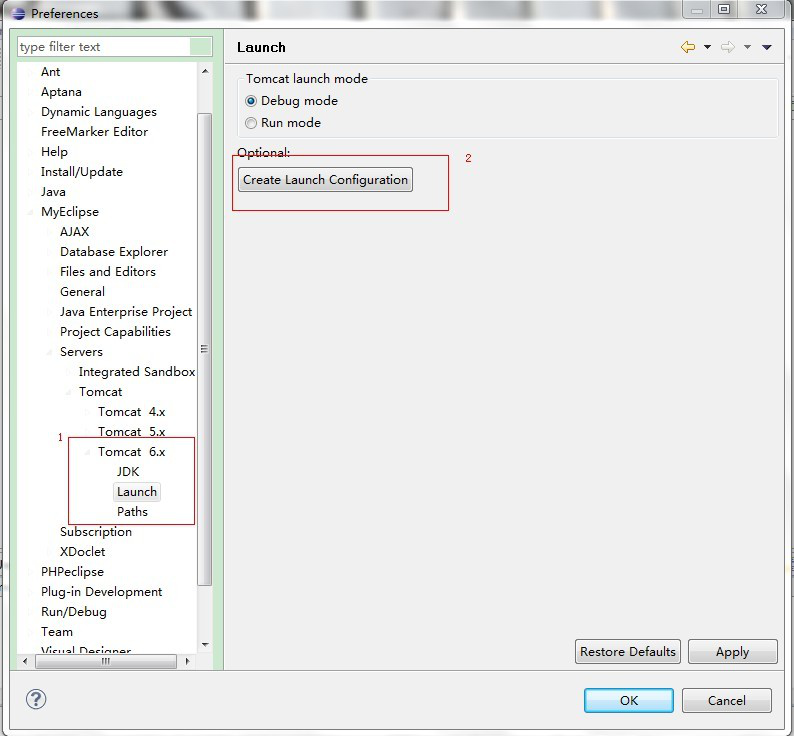 Preferences
type filter text
Ant
Aptana
Dynamic Languages
FreeMarker Editor
Help
Install/Update
Java
MyEclipse
AJAX
Database Explorer
Files and Editors
General
Java Enterprise Project
Project Capabilities
Servers
Integrated Sandbox
Tomcat
Tomcat 4.x
Tomcat 5.x
1
Tomcat 6.x
JDK
Launch
Paths
Subscription
XDoclet
PHPeclipse
Plug-in Development
Run/Debug
Team
Visual Designer
Launch
Tomcat launch mode
Debug mode
Run mode
Optional:
2
Create Launch Configuration
Restore Defaults
Apply
?
OK
Cancel